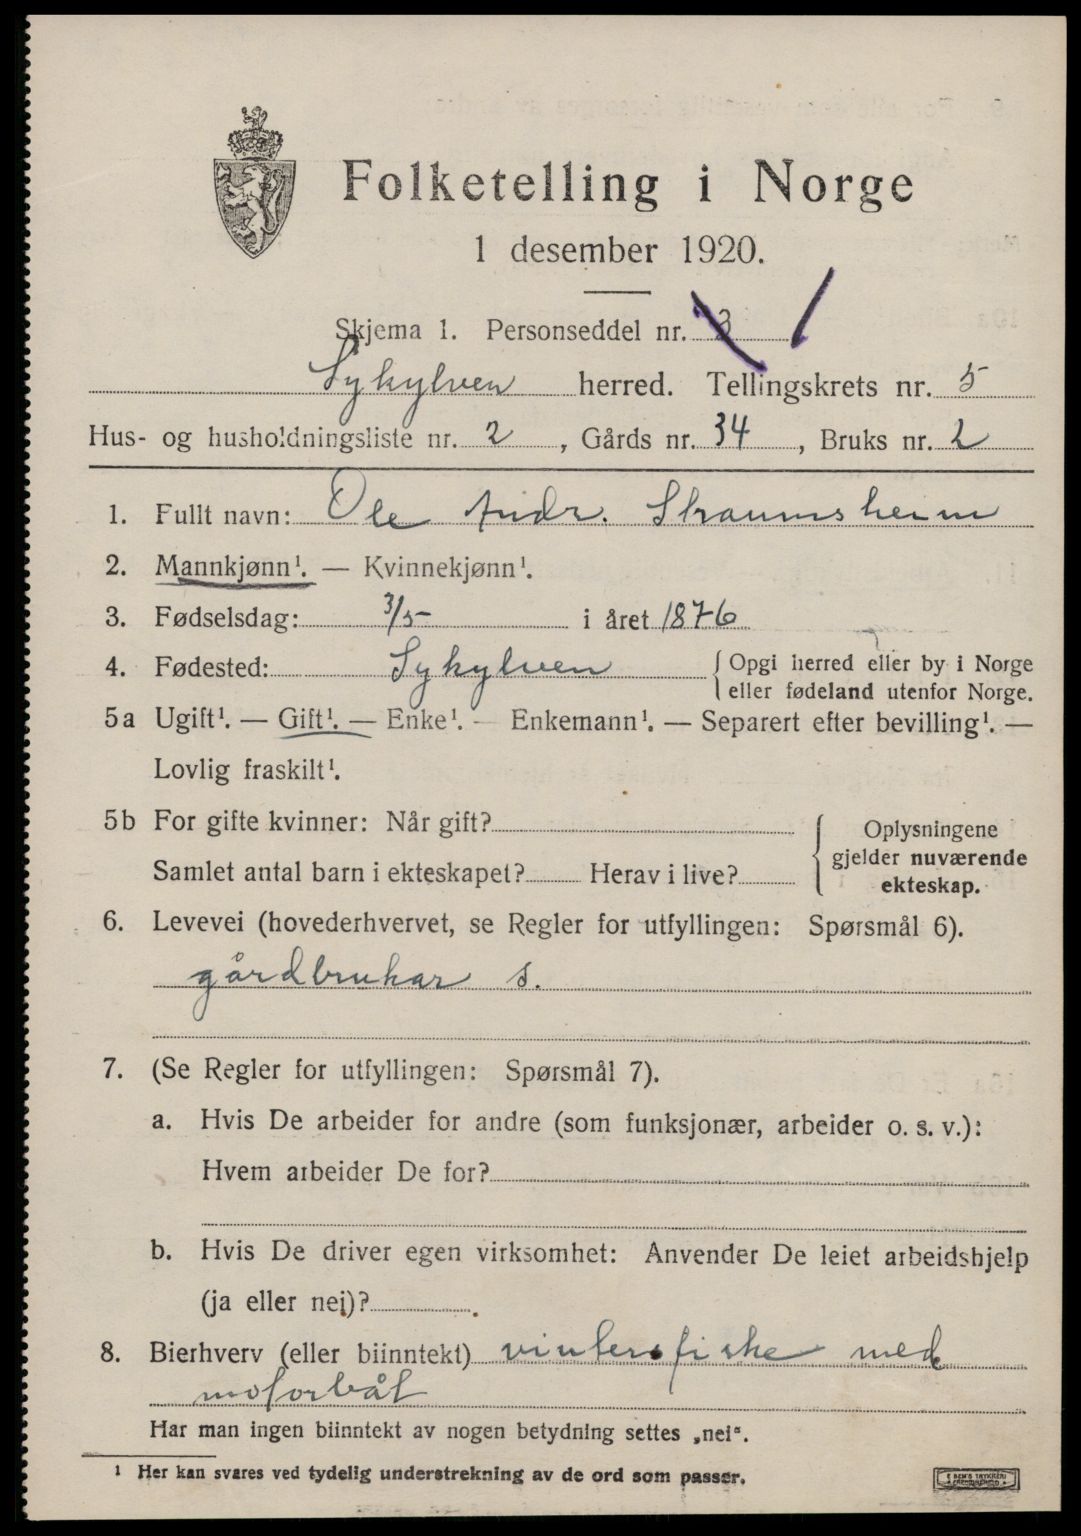 Folketelling i Norge
1 desember 1920.
Skjema 1. Personseddel nr. 3 1
Sykylven herred. Tellingskrets nr. 5
Hus- og husholdningsliste nr. 2, Gårds nr. 34, Bruks nr. 2
1. Fullt navn: Ole Andr. Straumsheim
2. Mannkjønn¹. — Kvinnekjønn¹.
3. Fødselsdag: 3/5 i året 1876
4. Fødested: Sykylven { Opgi herred eller by i Norge
eller fødeland utenfor Norge.
5a Ugift¹. — Gift¹. — Enke¹. — Enkemann¹. — Separert efter bevilling¹. —
Lovlig fraskilt¹.
5b For gifte kvinner: Når gift?
Samlet antal barn i ekteskapet? Herav i live?
{ Oplysningene
gjelder nuværende
ekteskap.
6. Levevei (hovederhvervet, se Regler for utfyllingen: Spørsmål 6).
gårdbrukar s.
7. (Se Regler for utfyllingen: Spørsmål 7).
a. Hvis De arbeider for andre (som funksjonær, arbeider o. s. v.):
Hvem arbeider De for?
b. Hvis De driver egen virksomhet: Anvender De leiet arbeidshjelp
(ja eller nei)?
8. Bierhverv (eller biinntekt) vintersfiske med
motorbåt
Har man ingen biinntekt av nogen betydning settes „nei“.
¹ Her kan svares ved tydelig understrekning av de ord som passer.